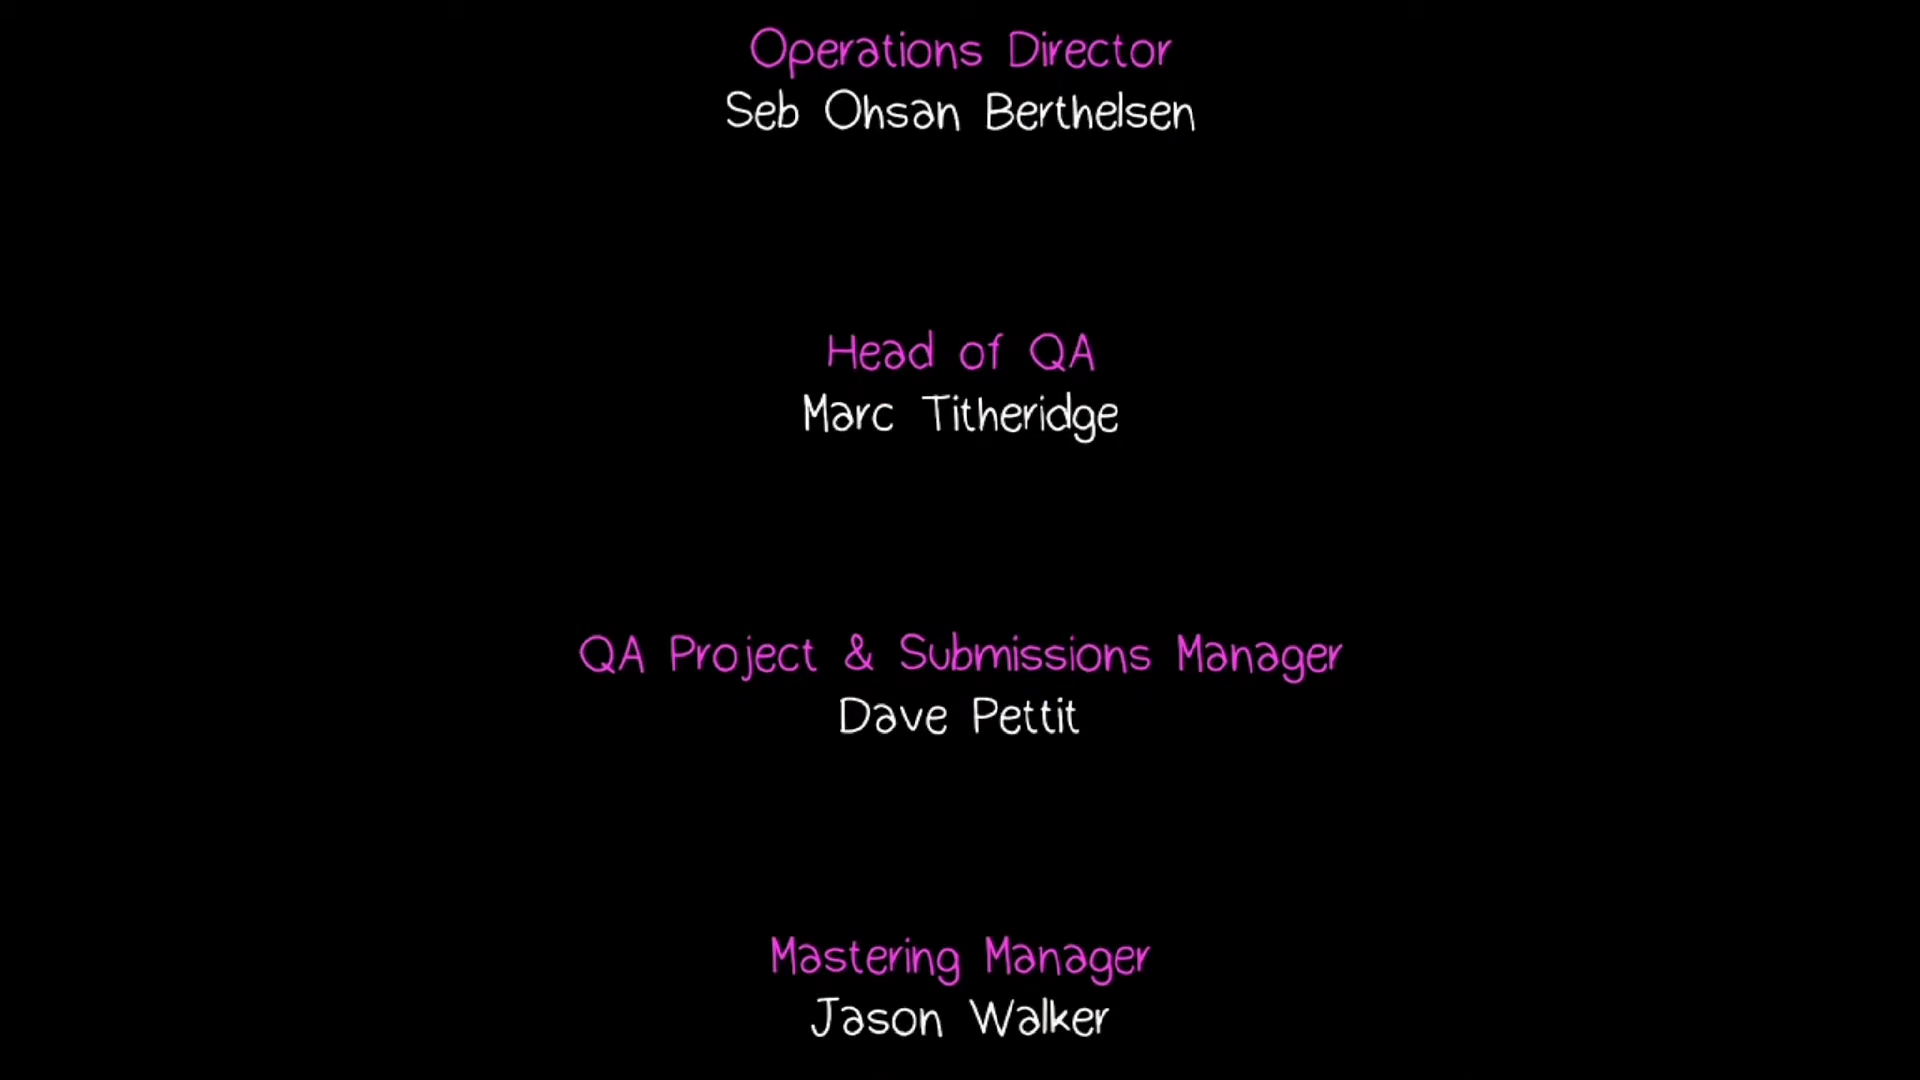 Operations Director
Seb Ohsan Berthelsen
Head of QA
Marc Titheridge
QA Project & Submissions Manager
Dave Pettit
Mastering Manager
Jason Walker